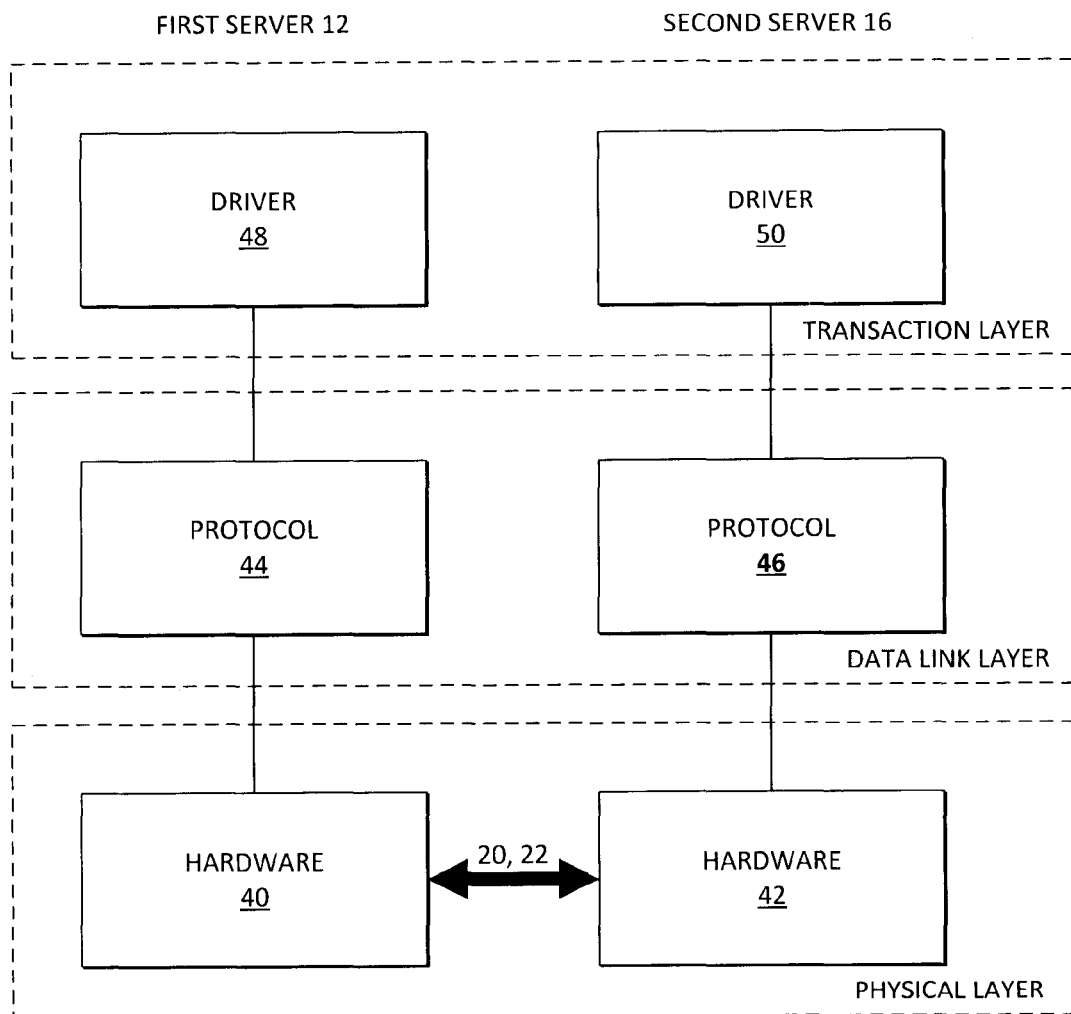 FIRST SERVER 12
SECOND SERVER 16
DRIVER
48
DRIVER
50
TRANSACTION LAYER
PROTOCOL
44
PROTOCOL
46
DATA LINK LAYER
HARDWARE
40
20, 22
HARDWARE
42
PHYSICAL LAYER